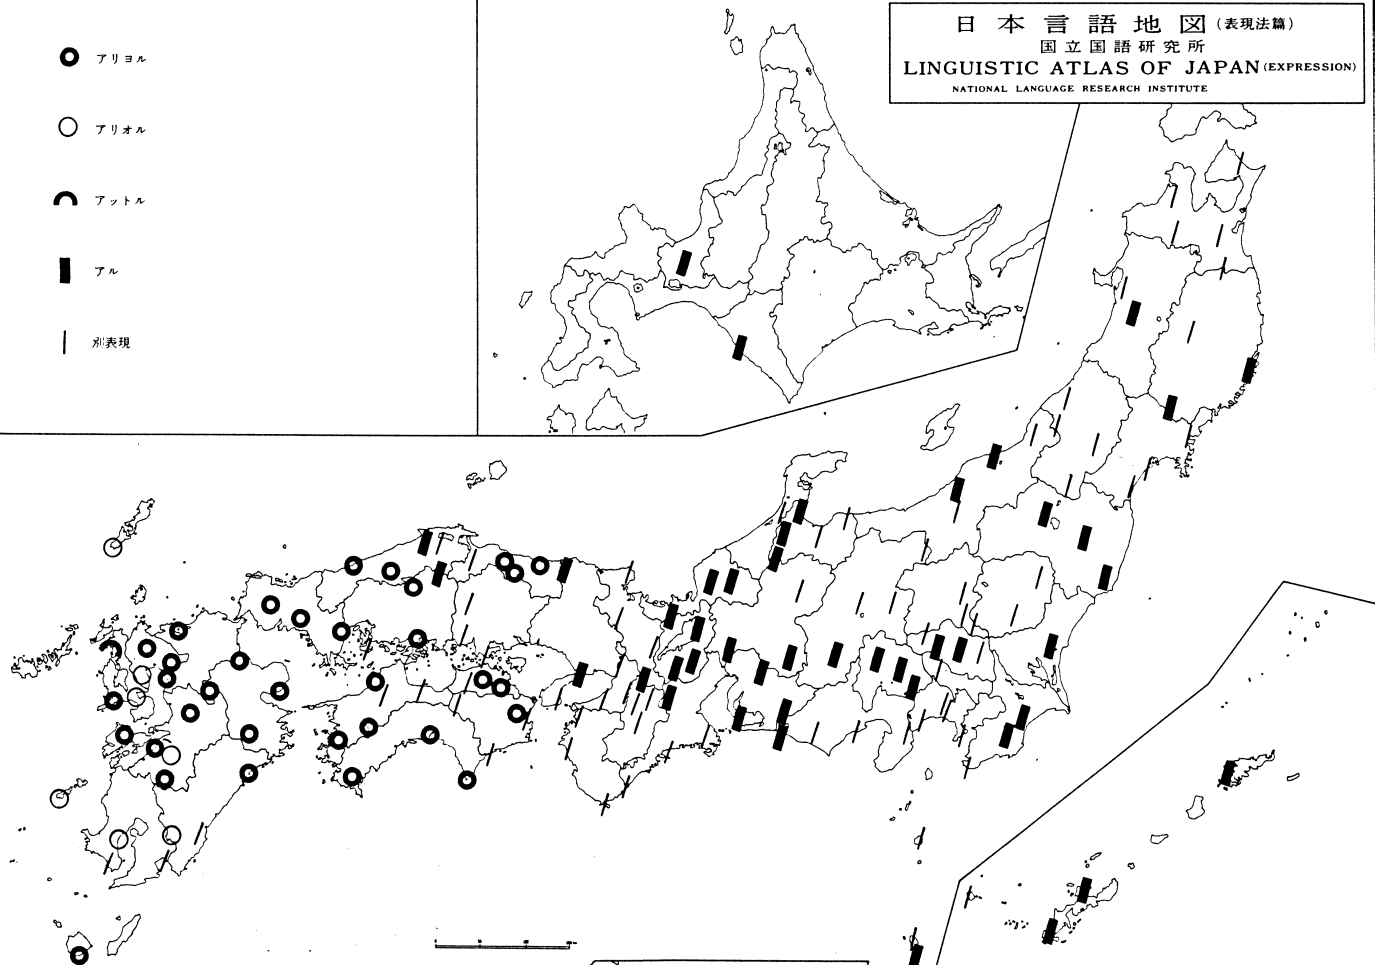 日本言語地図(表現法篇)
国立国語研究所
LINGUISTIC ATLAS OF JAPAN (EXPRESSION)
NATIONAL LANGUAGE RESEARCH INSTITUTE
アリヨル
アリオル
アットル
アル
別表現